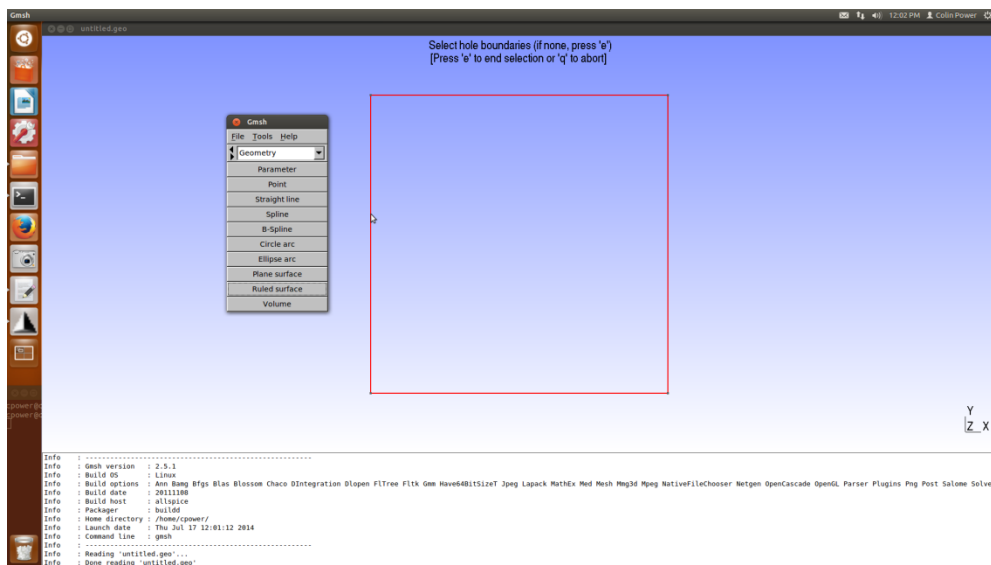 Gmsh
12:02 PM Colin Power
untitled.geo
Select hole boundaries (if none, press 'e')
[Press 'e' to end selection or 'q' to abort]
Gmsh
File Tools Help
Geometry
Parameter
Point
Straight line
Spline
B-Spline
Circle arc
Ellipse arc
Plane surface
Ruled surface
Volume
Y
Z X
Info : -------------------------------------------------------
Info : Gmsh version : 2.5.1
Info : Build OS : Linux
Info : Build options : Ann Bamg Bfgs Blas Blossom Chaco DIntegration Dlopen FlTree Fltk Gmm Have64BitSizeT Jpeg Lapack MathEx Med Mesh Mmg3d Mpeg NativeFileChooser Netgen OpenCascade OpenGL Parser Plugins Png Post Salome Solve
Info : Build date : 20111108
Info : Build host : allspice
Info : Packager : buildd
Info : Home directory : /home/cpower/
Info : Launch date : Thu Jul 17 12:01:12 2014
Info : Command line : gmsh
Info : -------------------------------------------------------
Info : Reading 'untitled.geo'...
Info : Done reading 'untitled.geo'